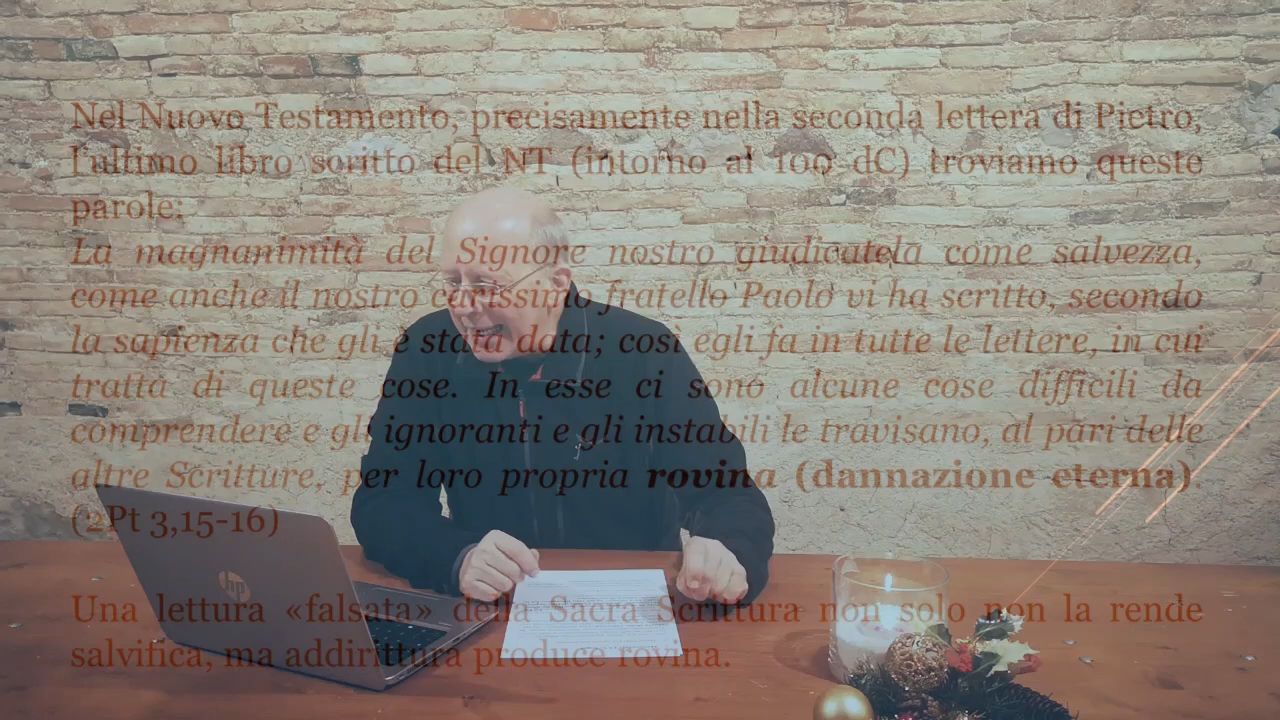 Nel Nuovo Testamento, precisamente nella seconda lettera di Pietro,
l'ultimo libro scritto del NT (intorno al 100 dC) troviamo queste
parole:
La magnanimità del Signore nostro giudicatela come salvezza,
come anche il nostro carissimo fratello Paolo vi ha scritto, secondo
la sapienza che gli è stata data; così egli fa in tutte le lettere, in cui
tratta di queste cose. In esse ci sono alcune cose difficili da
comprendere e gli ignoranti e gli instabili le travisano, al pari delle
altre Scritture, per loro propria rovina (dannazione eterna).
(2Pt 3,15-16)
hp
Una lettura «falsata» della Sacra Scrittura non solo non la rende
salvifica, ma addirittura produce rovina.